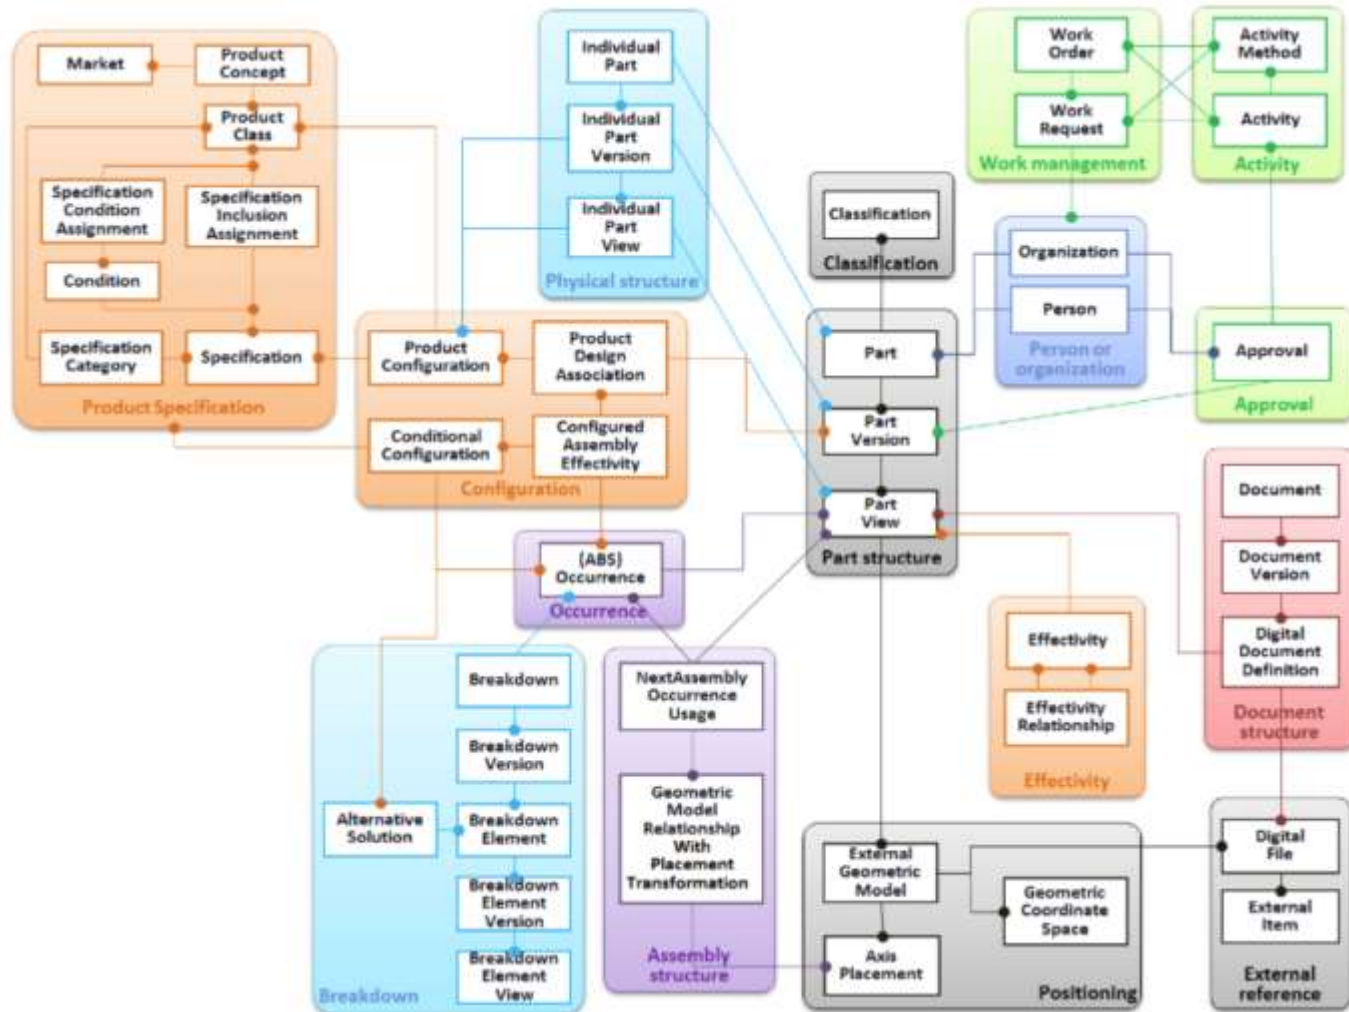 Market
Product
Concept
Product
Class
Specification
Condition
Assignment
Specification
Inclusion
Assignment
Condition
Specification
Category
Specification
Product Specification
Individual
Part
Individual
Part
Version
Individual
Part
View
Physical structure
Product
Configuration
Product
Design
Association
Conditional
Configuration
Configured
Assembly
Effectivity
Configuration
Classification
Classification
Work
Order
Work
Request
Work management
Activity
Method
Activity
Activity
Organization
Person
Person or
organization
Approval
Approval
Part
Part
Version
Part
View
Part structure
(ABS)
Occurrence
Occurrence
Document
Document
Version
Digital
Document
Definition
Document
structure
Effectivity
Effectivity
Relationship
Effectivity
Breakdown
Breakdown
Version
Alternative
Solution
Breakdown
Element
Breakdown
Element
Version
Breakdown
Element
View
Breakdown
NextAssembly
Occurrence
Usage
Geometric
Model
Relationship
With
Placement
Transformation
Assembly
structure
External
Geometric
Model
Geometric
Coordinate
Space
Axis
Placement
Positioning
Digital
File
External
Item
External
reference